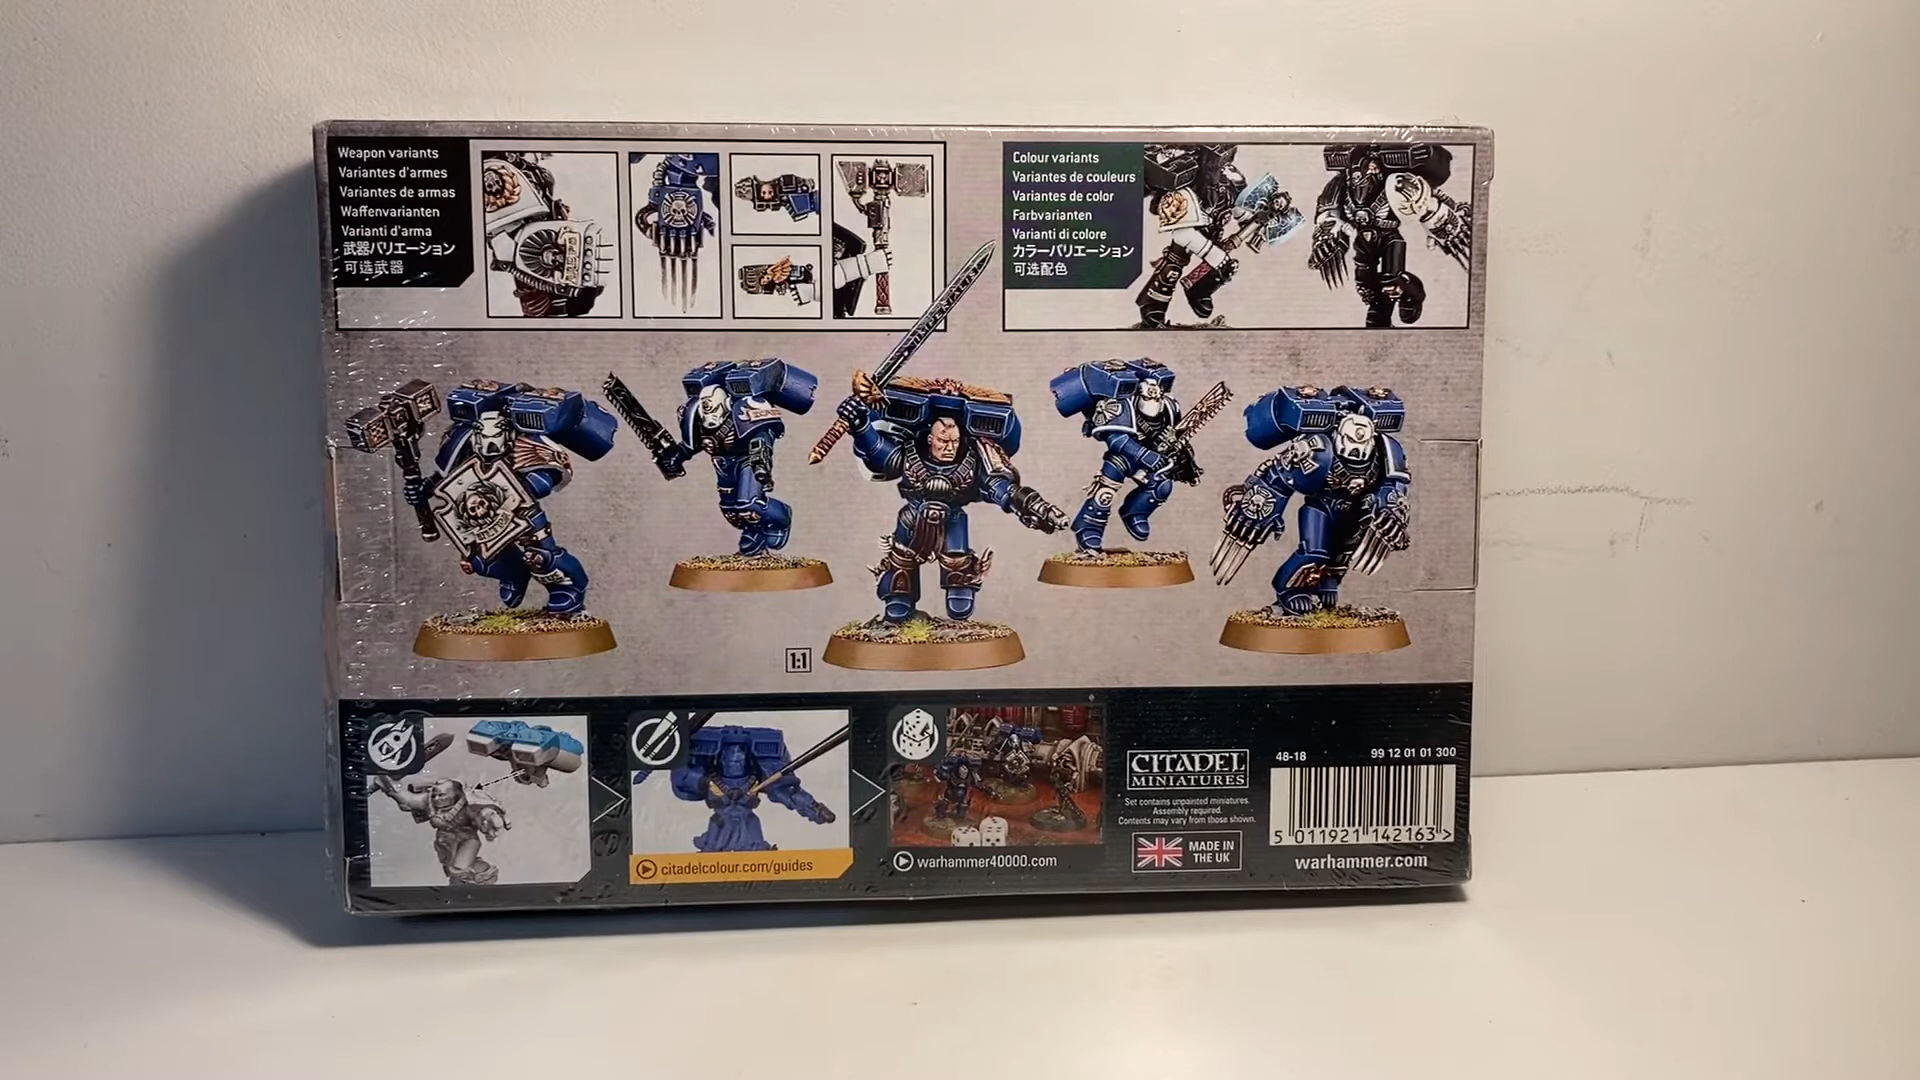 Weapon variants
Variantes d'armes
Variantes de armas
Waffenvarianten
Varianti d'arma
武器バリエーション
可选武器
Colour variants
Variantes de couleurs
Variantes de color
Farbvarianten
Varianti di colore
カラーバリエーション
可选配色
IMPERIALIS
1:1
citadelcolour.com/guides
warhammer40000.com
CITADEL
MINIATURES
Set contains unpainted miniatures.
Assembly required.
Contents may vary from those shown.
MADE IN
THE UK
48-18
99 12 01 01 300
5 011921 142163 >
warhammer.com